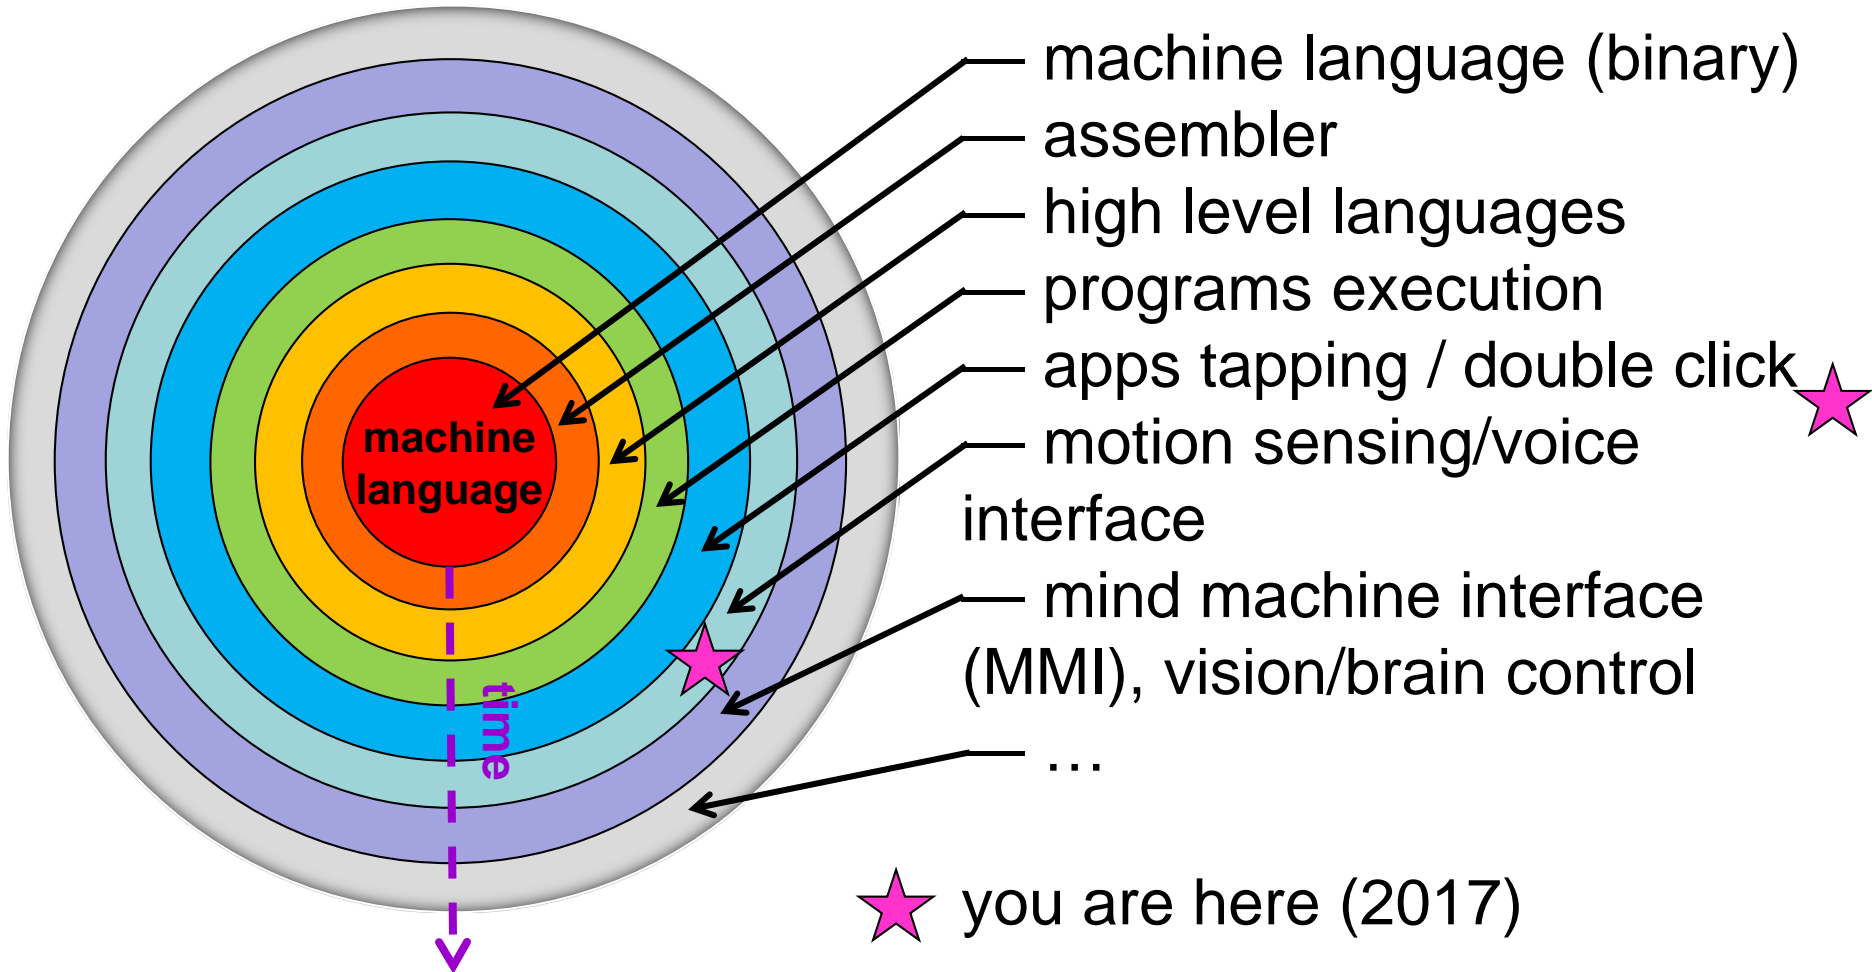 machine language (binary)
assembler
high level languages
programs execution
apps tapping / double click
motion sensing/voice
interface
mind machine interface
(MMI), vision/brain control
…
machine
language
time
you are here (2017)